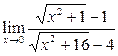 lim x→0 (√(x²+1) − 1) / (√(x²+16) − 4)